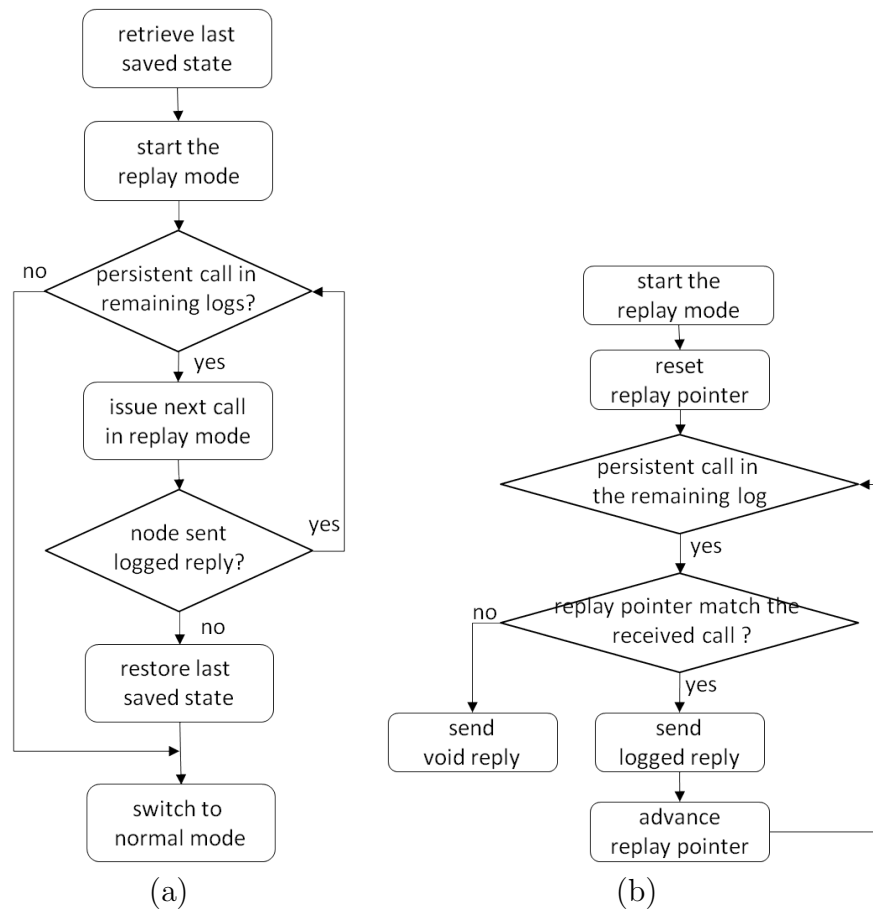 retrieve last
saved state
start the
replay mode
no
persistent call in
remaining logs?
yes
issue next call
in replay mode
node sent
logged reply?
yes
no
restore last
saved state
switch to
normal mode
(a)
start the
replay mode
reset
replay pointer
persistent call in
the remaining log
yes
no
replay pointer match the
received call ?
yes
send
void reply
send
logged reply
advance
replay pointer
(b)